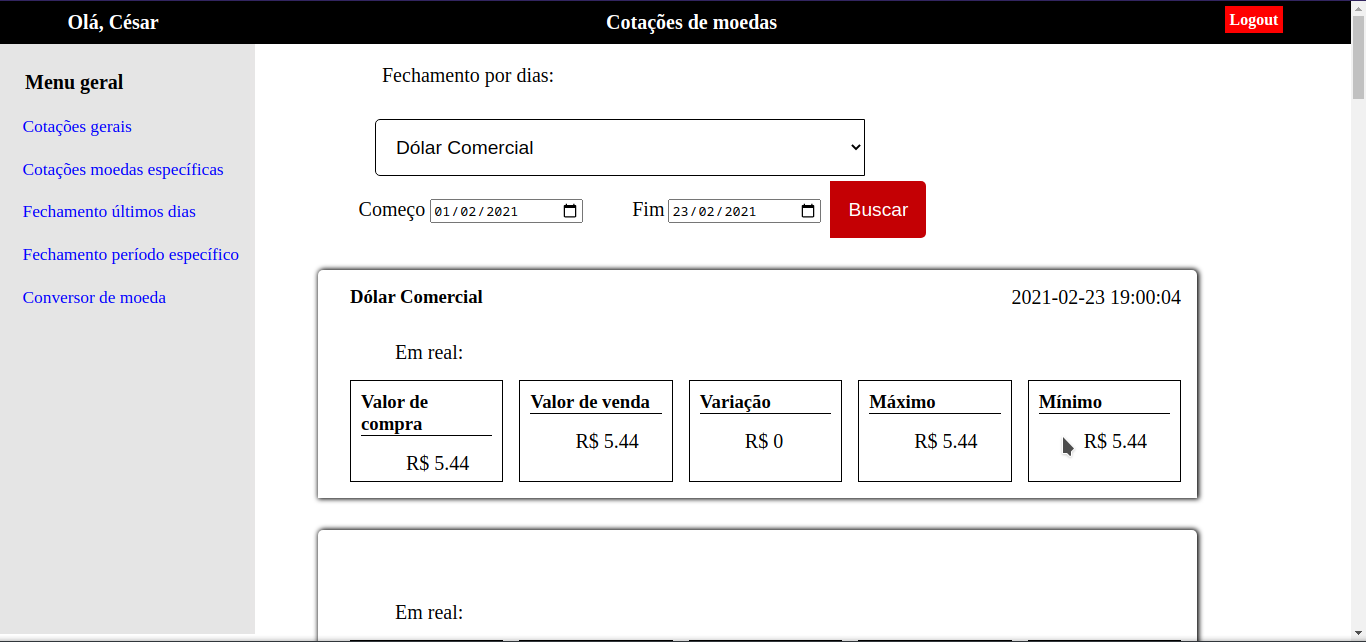 Olá, César
Cotações de moedas
Logout
Menu geral
Cotações gerais
Cotações moedas específicas
Fechamento últimos dias
Fechamento período específico
Conversor de moeda
Fechamento por dias:
Dólar Comercial
Começo 01/02/2021 Fim 23/02/2021 Buscar
Dólar Comercial 2021-02-23 19:00:04
Em real:
Valor de
compra
R$ 5.44
Valor de venda
R$ 5.44
Variação
R$ 0
Máximo
R$ 5.44
Mínimo
R$ 5.44
Em real: